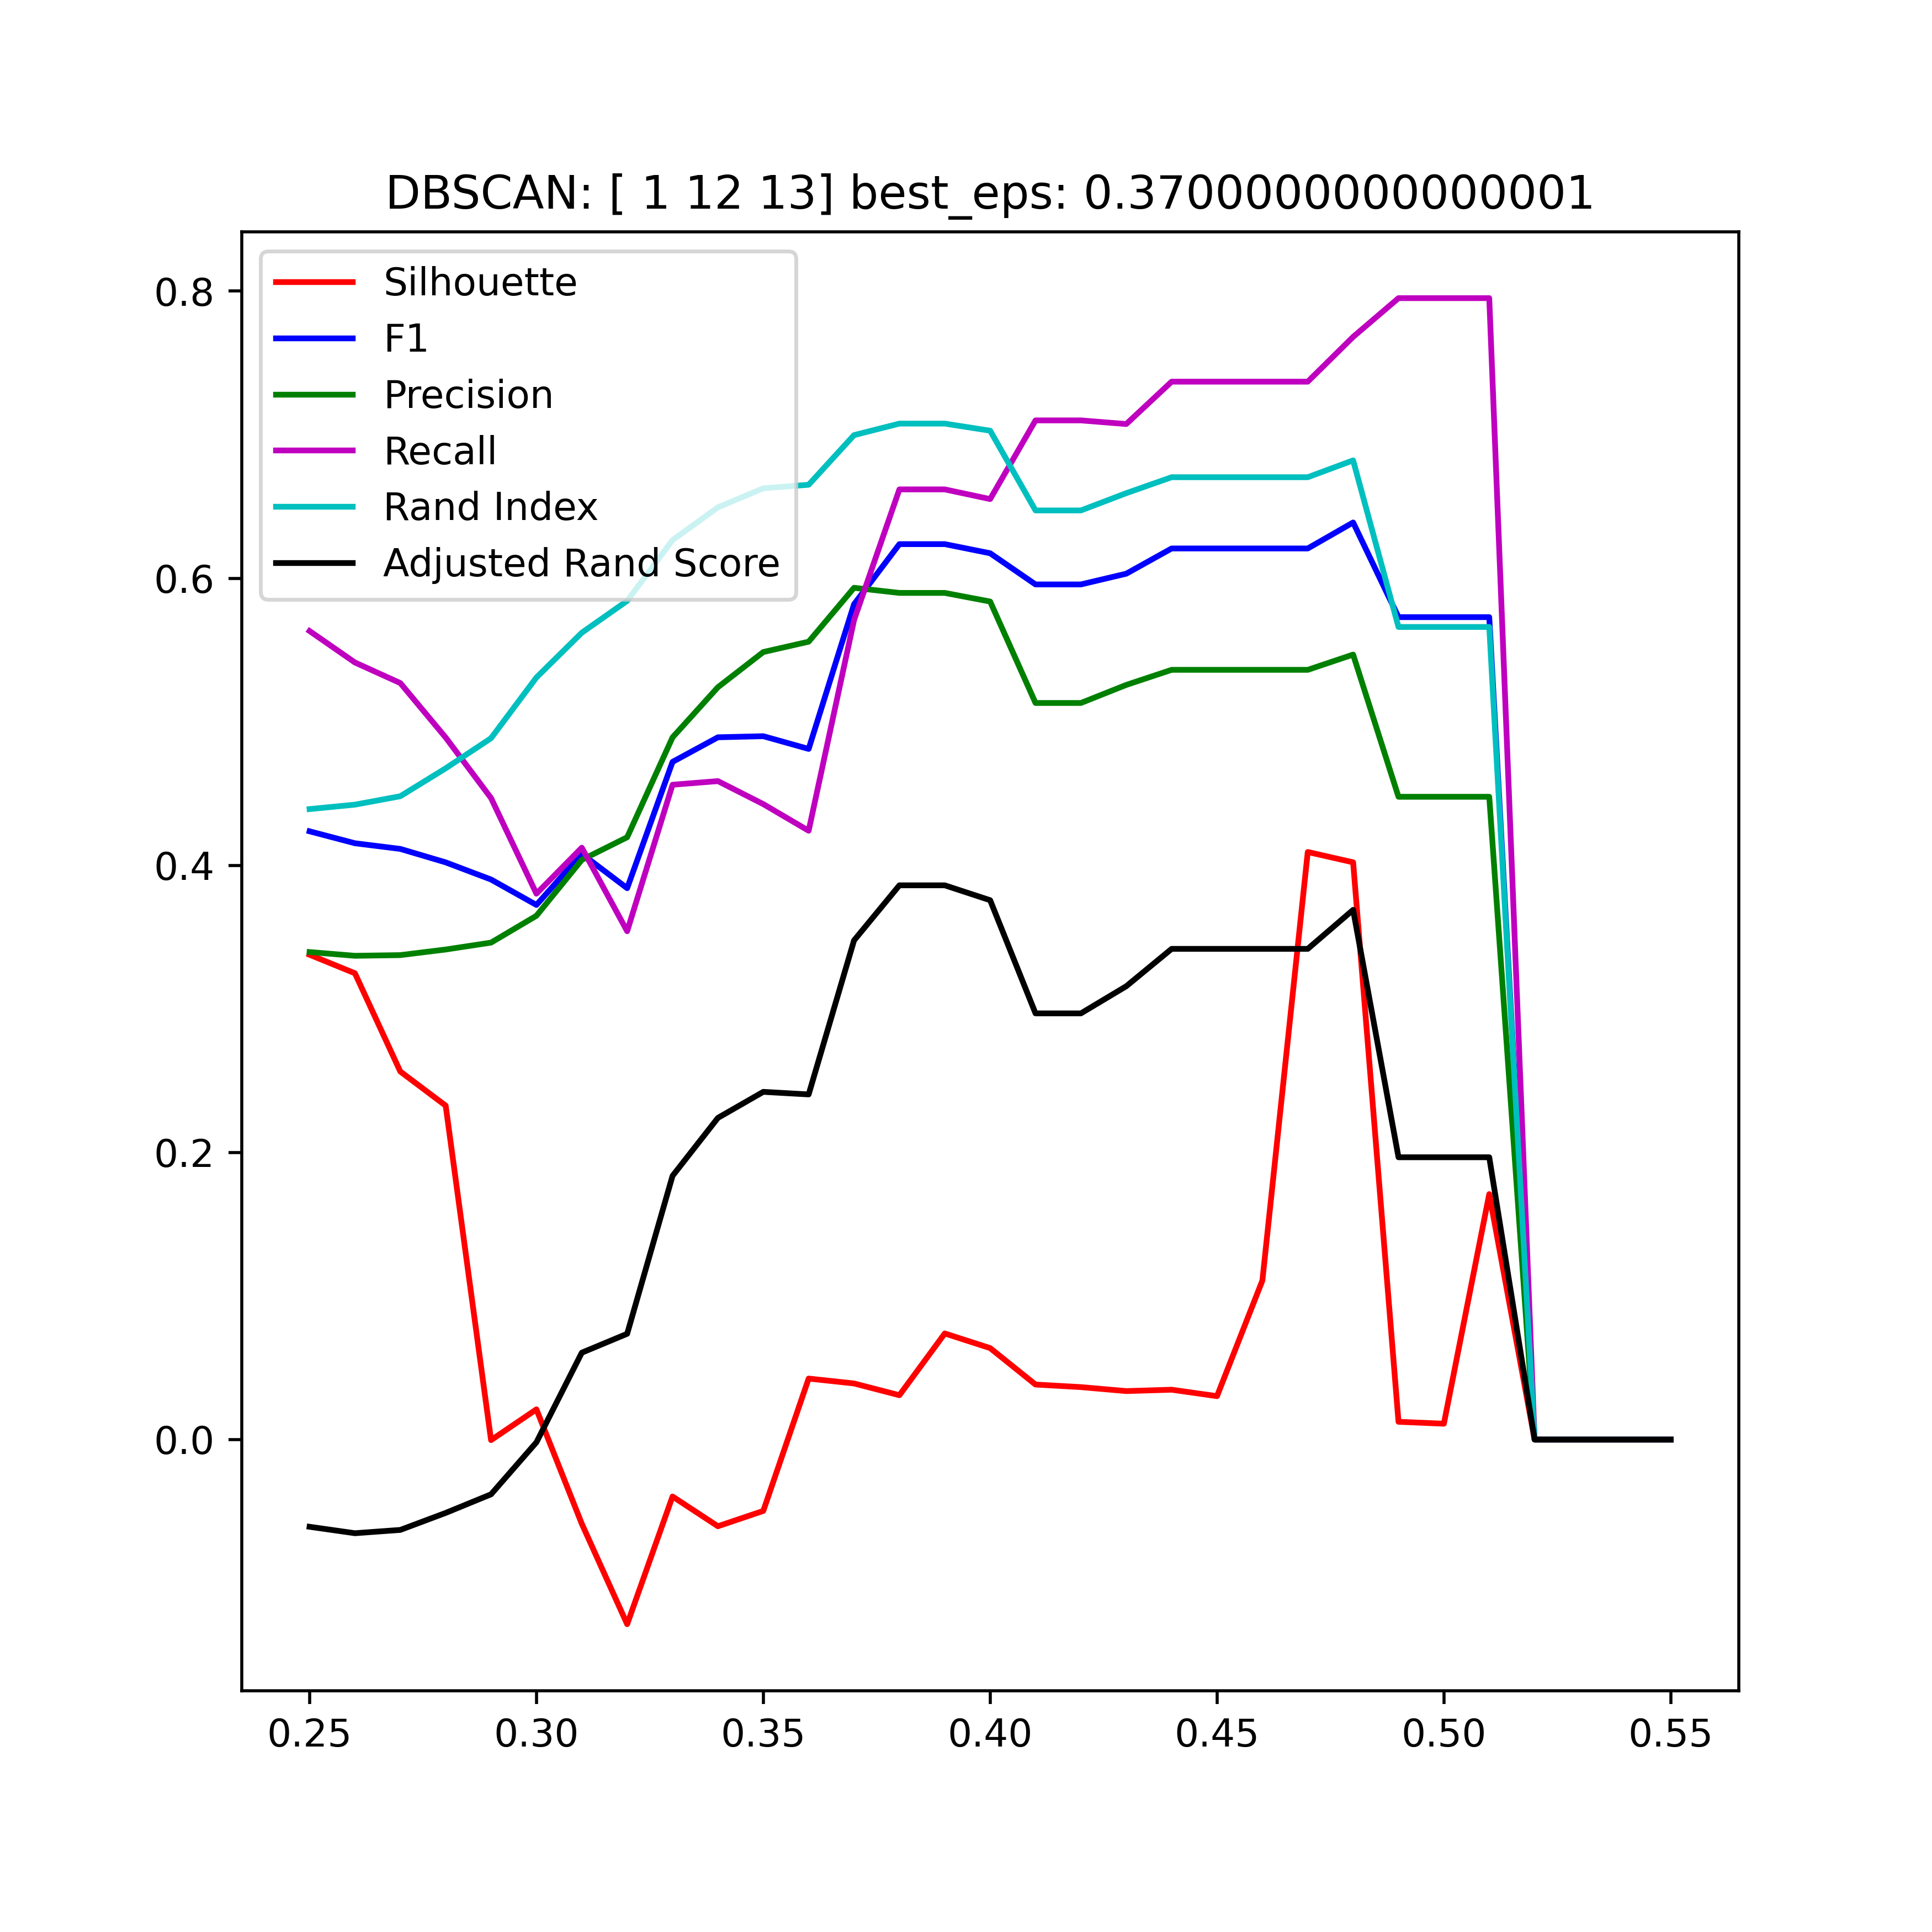 DBSCAN: [ 1 12 13] best_eps: 0.37000000000000001
Silhouette
F1
Precision
Recall
Rand Index
Adjusted Rand Score
0.8
0.6
0.4
0.2
0.0
0.25 0.30 0.35 0.40 0.45 0.50 0.55